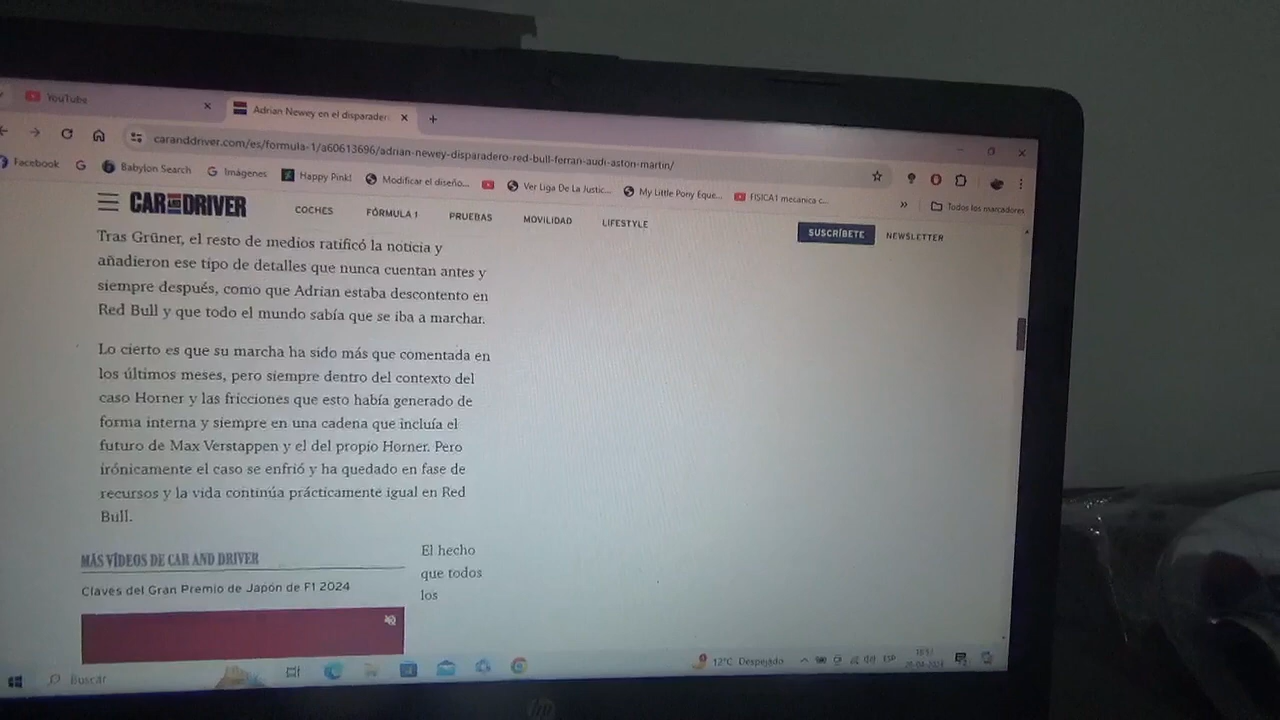 YouTube
Adrian Newey en el disparader
caranddriver.com/es/formula-1/a60613696/adrian-newey-disparadero-red-bull-ferrari-audi-aston-martin/
Facebook
Babylon Search
Imágenes
Happy Pink!
Modificar el diseño...
Ver Liga De La Justic...
My Little Pony Eque...
FISICA1 mecanica c...
Todos los marcadores
CAR AND DRIVER
COCHES
FÓRMULA 1
PRUEBAS
MOVILIDAD
LIFESTYLE
SUSCRÍBETE
NEWSLETTER
Tras Grüner, el resto de medios ratificó la noticia y
añadieron ese tipo de detalles que nunca cuentan antes y
siempre después, como que Adrian estaba descontento en
Red Bull y que todo el mundo sabía que se iba a marchar.
Lo cierto es que su marcha ha sido más que comentada en
los últimos meses, pero siempre dentro del contexto del
caso Horner y las fricciones que esto había generado de
forma interna y siempre en una cadena que incluía el
futuro de Max Verstappen y el del propio Horner. Pero
irónicamente el caso se enfrió y ha quedado en fase de
recursos y la vida continúa prácticamente igual en Red
Bull.
MÁS VÍDEOS DE CAR AND DRIVER
Claves del Gran Premio de Japón de F1 2024
El hecho
que todos
los
Buscar
12°C Despejado
ESP
hp